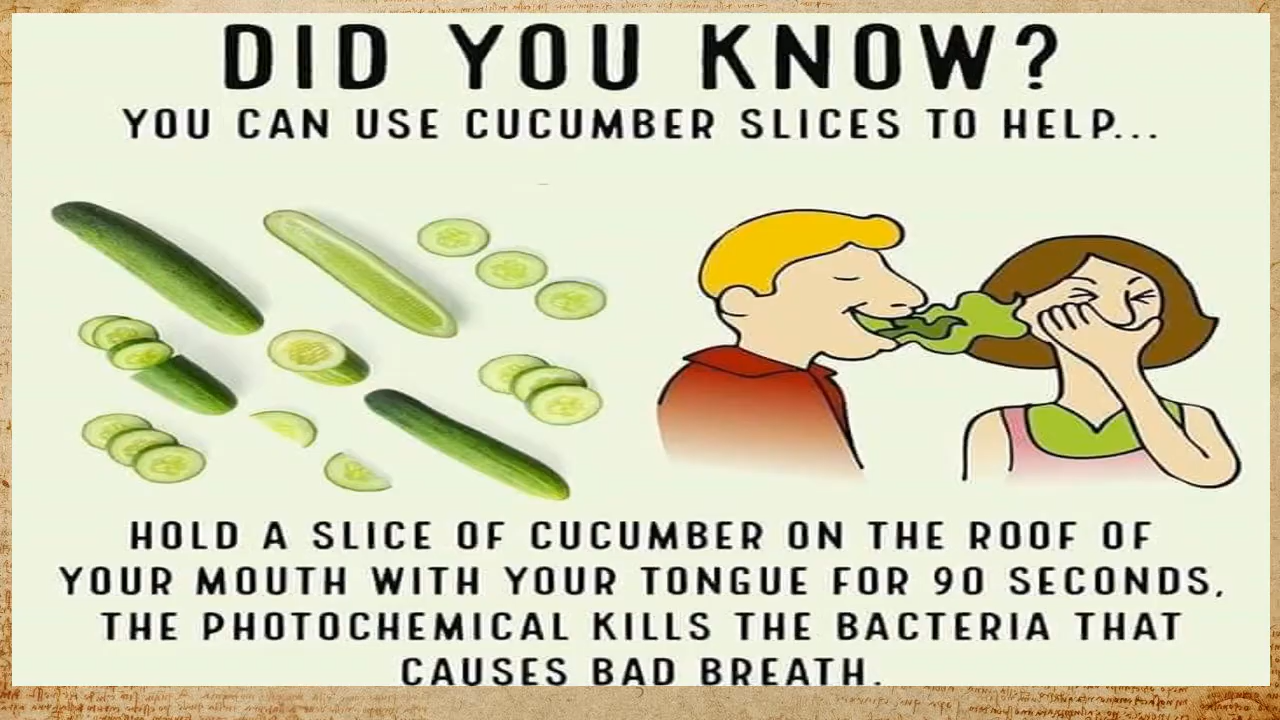 DID YOU KNOW?
YOU CAN USE CUCUMBER SLICES TO HELP...
HOLD A SLICE OF CUCUMBER ON THE ROOF OF
YOUR MOUTH WITH YOUR TONGUE FOR 90 SECONDS,
THE PHOTOCHEMICAL KILLS THE BACTERIA THAT
CAUSES BAD BREATH.